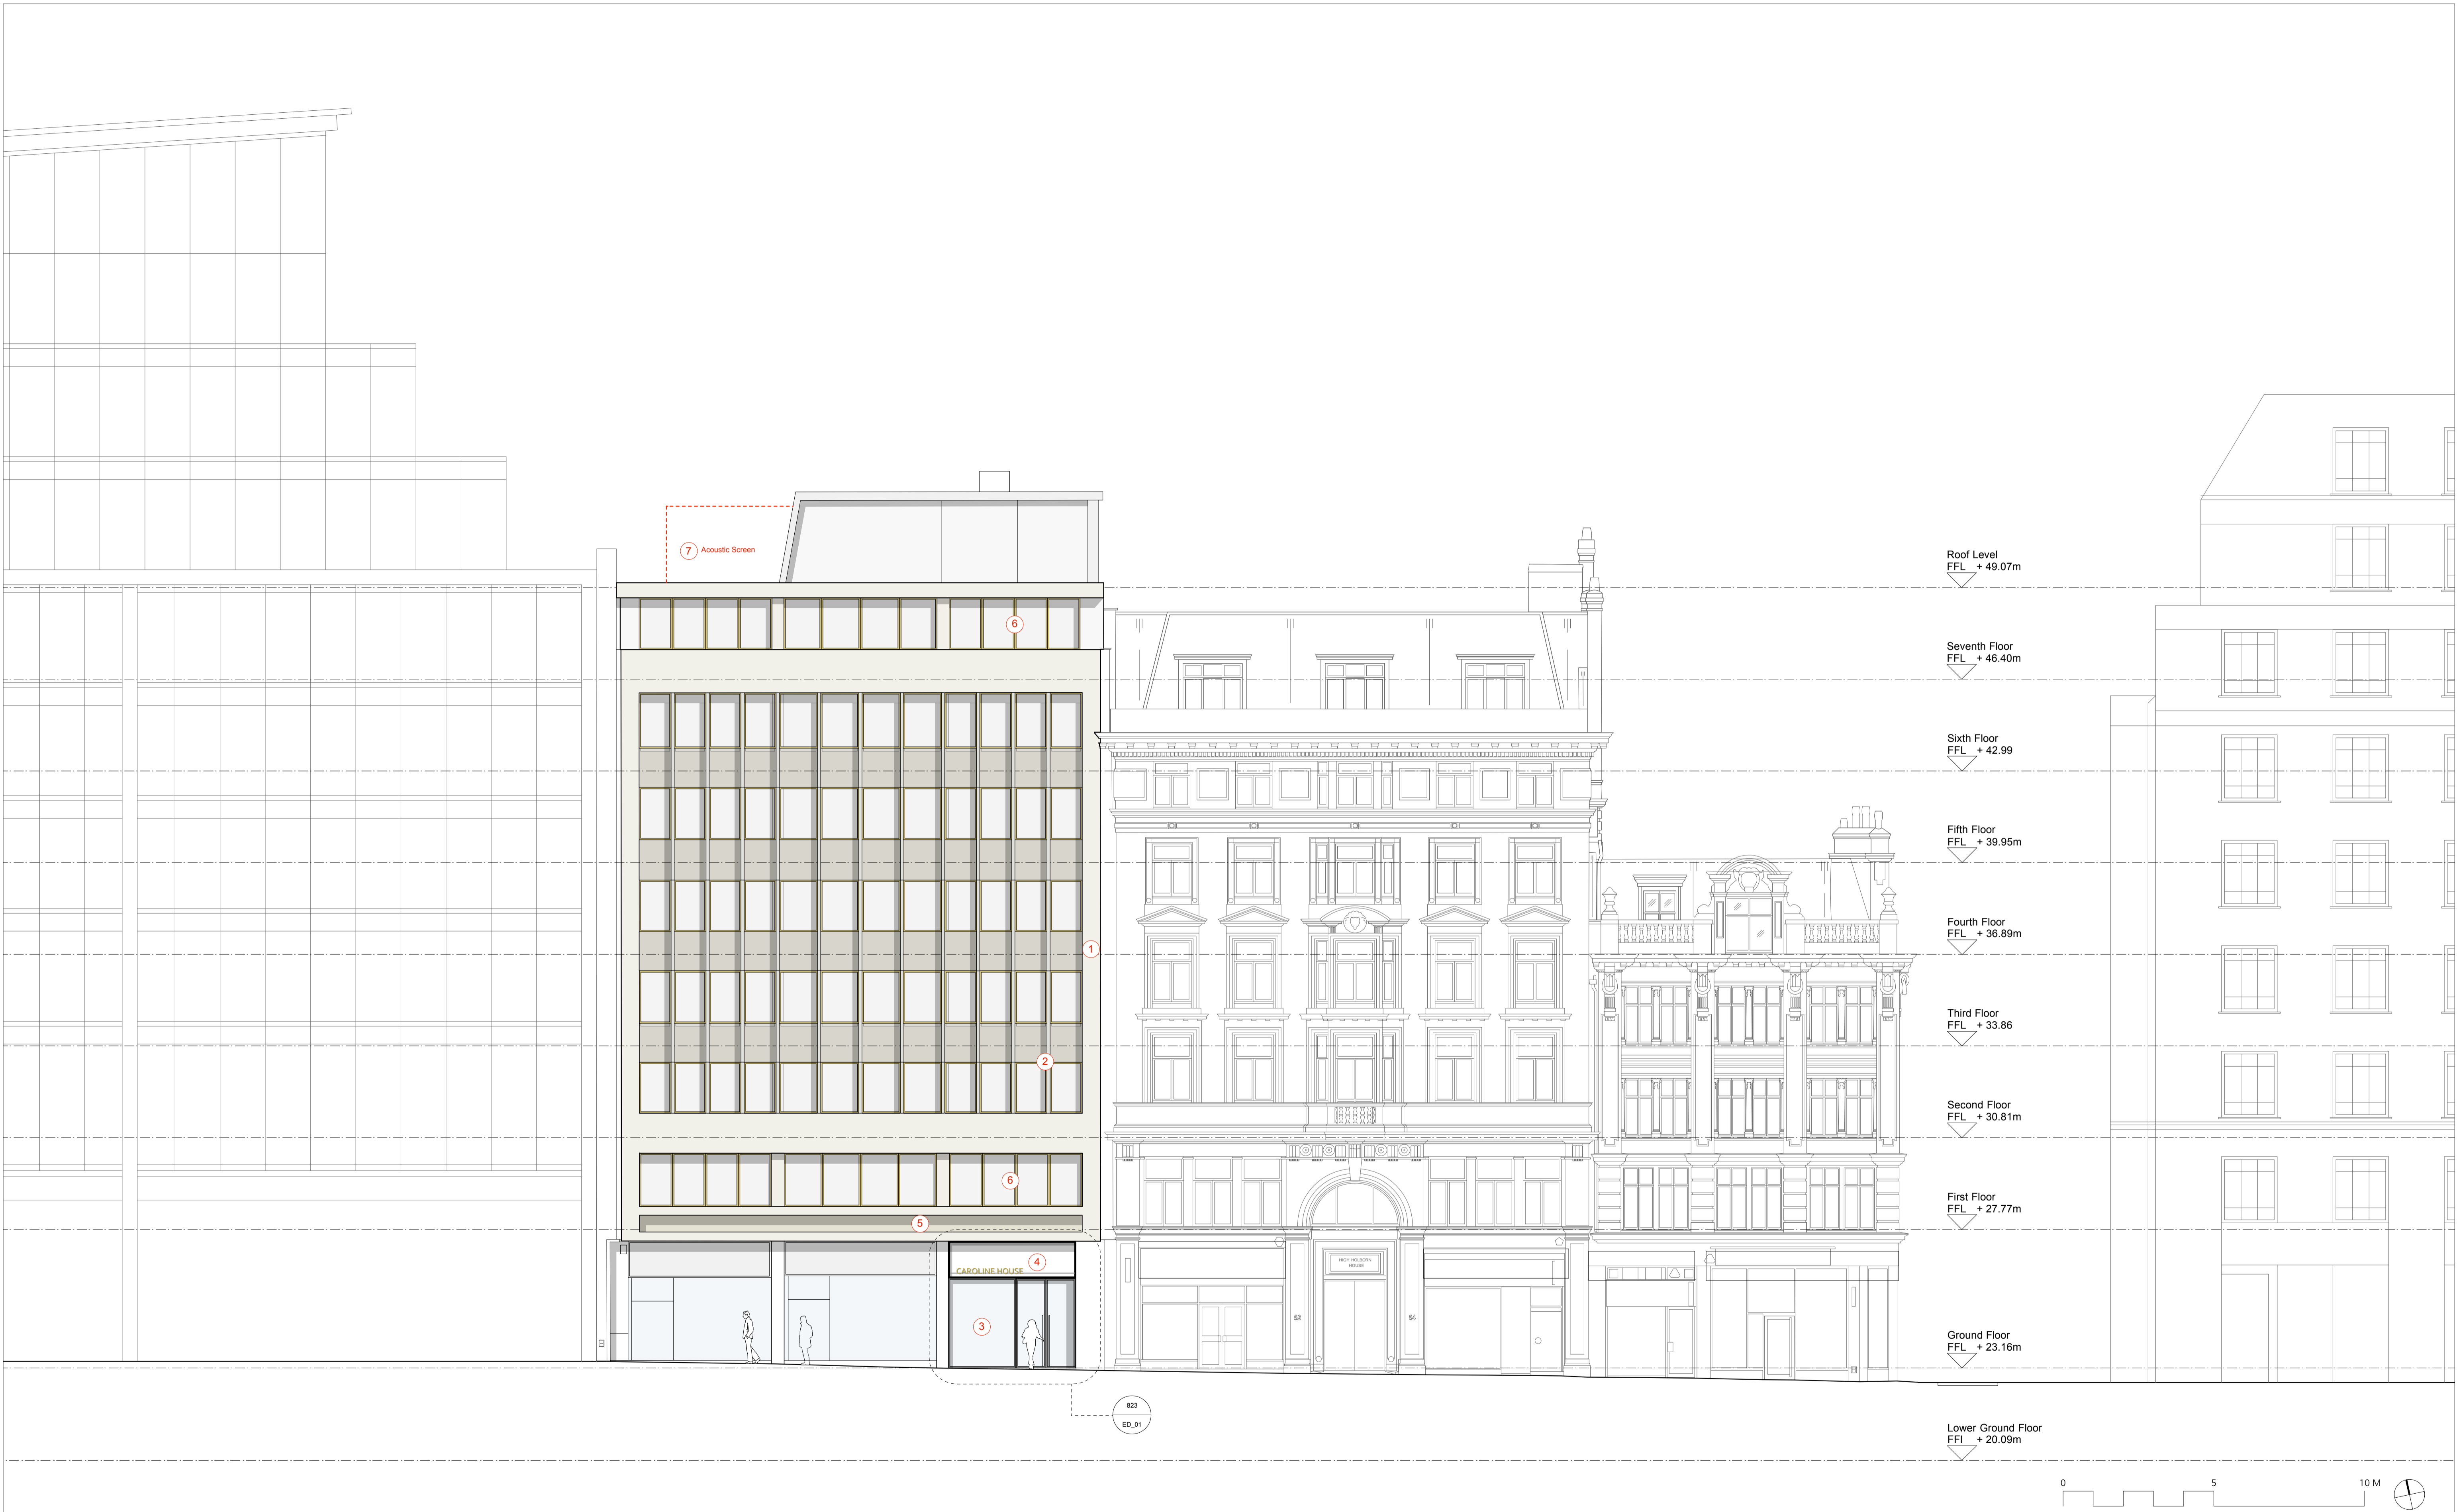 7 Acoustic Screen
Roof Level
FFL + 49.07m
6
Seventh Floor
FFL + 46.40m
Sixth Floor
FFL + 42.99
Fifth Floor
FFL + 39.95m
Fourth Floor
FFL + 36.89m
1
Third Floor
FFL + 33.86
2
Second Floor
FFL + 30.81m
6
First Floor
FFL + 27.77m
5
4
CAROLINE HOUSE
HIGH HOLBORN
HOUSE
3
53
54
Ground Floor
FFL + 23.16m
823
ED_01
Lower Ground Floor
FFl + 20.09m
0 5 10 M